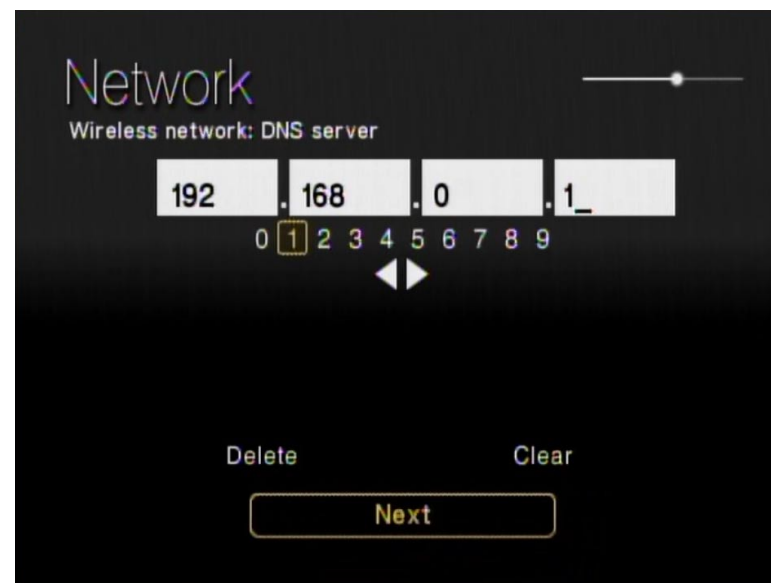 Network
Wireless network: DNS server
192 . 168 . 0 . 1_
0 1 2 3 4 5 6 7 8 9
Delete Clear
Next